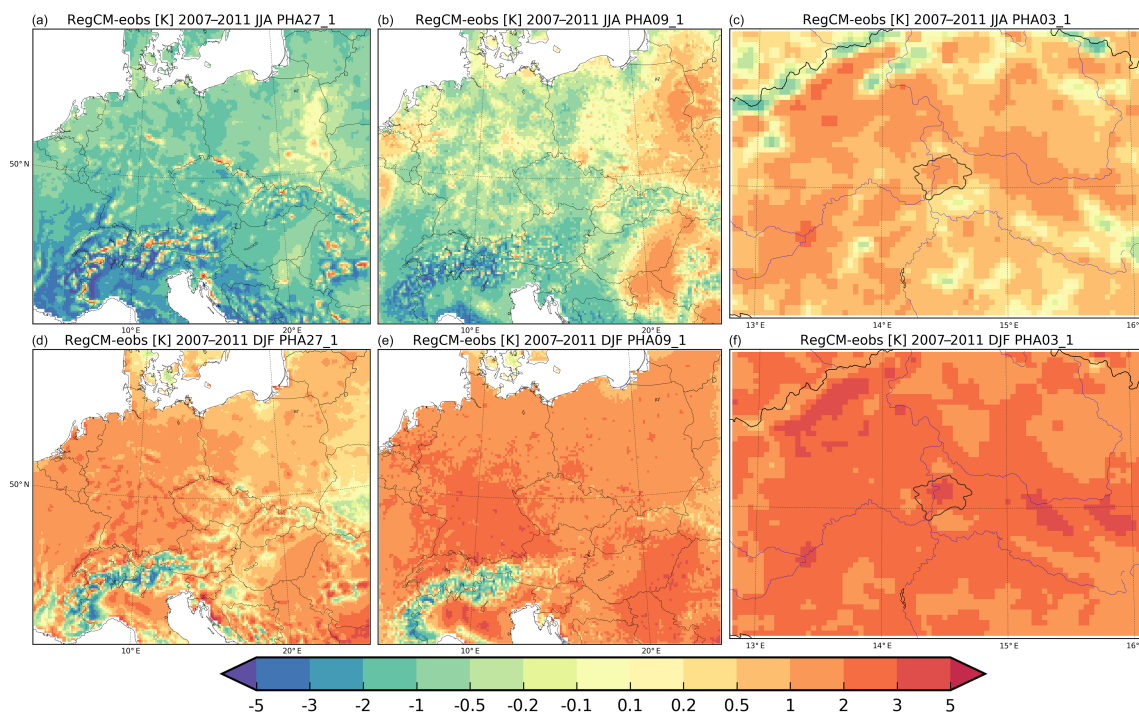 (a) RegCM-eobs [K] 2007–2011 JJA PHA27_1
(b) RegCM-eobs [K] 2007–2011 JJA PHA09_1
(c) RegCM-eobs [K] 2007–2011 JJA PHA03_1
50°N
10°E 20°E
10°E 20°E
13°E 14°E 15°E 16°
(d) RegCM-eobs [K] 2007–2011 DJF PHA27_1
(e) RegCM-eobs [K] 2007–2011 DJF PHA09_1
(f) RegCM-eobs [K] 2007–2011 DJF PHA03_1
50°N
10°E 20°E
10°E 20°E
13°E 14°E 15°E 16°
-5 -3 -2 -1 -0.5 -0.2 -0.1 0.1 0.2 0.5 1 2 3 5